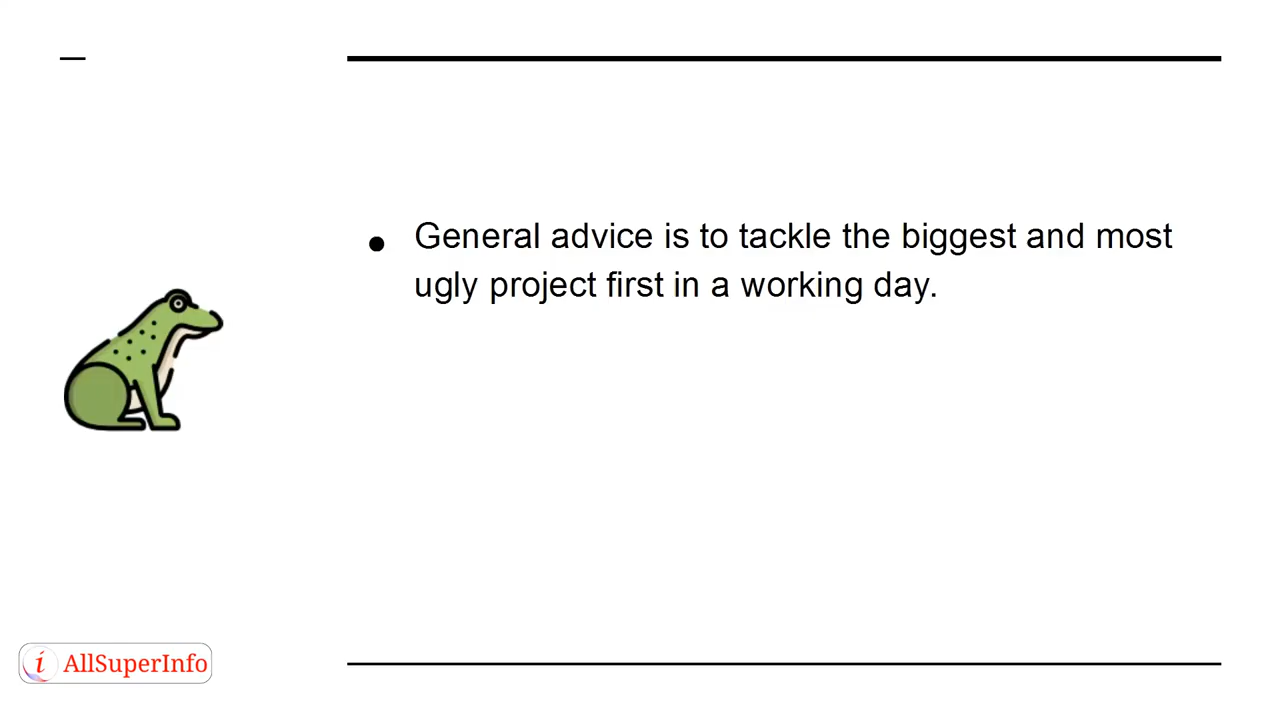 General advice is to tackle the biggest and most
ugly project first in a working day.
i AllSuperInfo